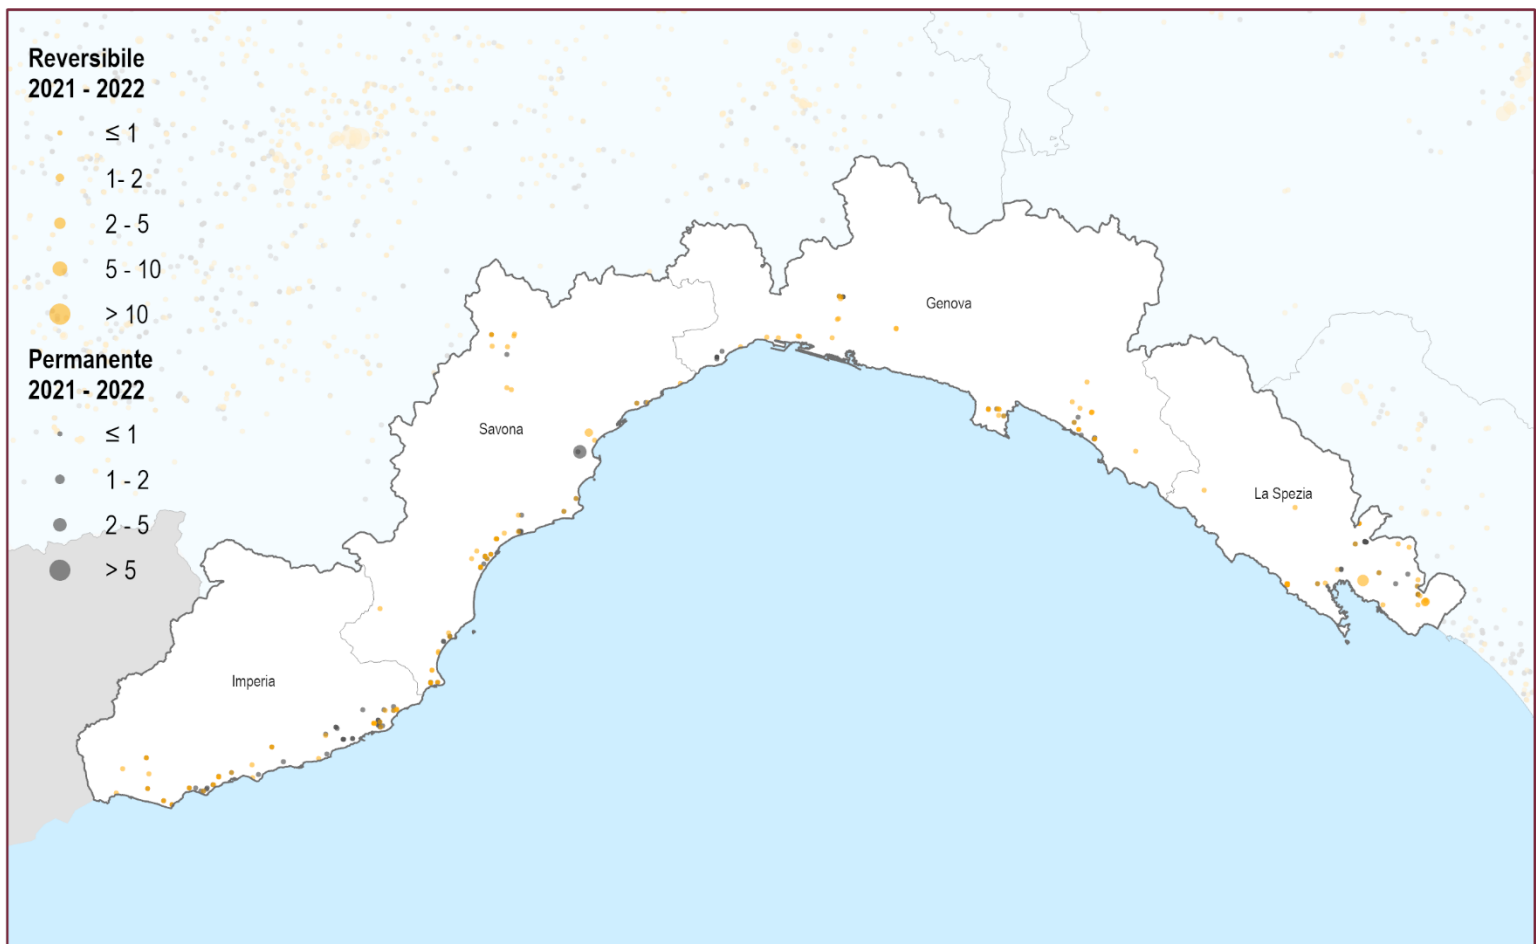 Reversibile
2021 - 2022
≤ 1
1- 2
2 - 5
5 - 10
> 10
Permanente
2021 - 2022
≤ 1
1 - 2
2 - 5
> 5
Genova
Savona
La Spezia
Imperia